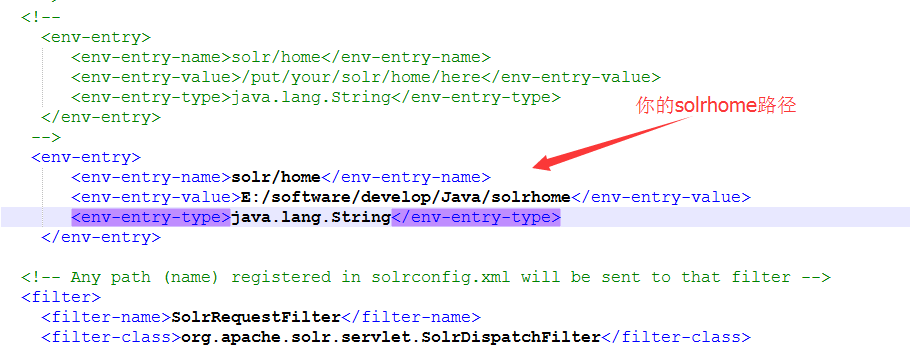 <!--
<env-entry>
<env-entry-name>solr/home</env-entry-name>
<env-entry-value>/put/your/solr/home/here</env-entry-value>
<env-entry-type>java.lang.String</env-entry-type>
</env-entry>
-->
你的solrhome路径
<env-entry>
<env-entry-name>solr/home</env-entry-name>
<env-entry-value>E:/software/develop/Java/solrhome</env-entry-value>
<env-entry-type>java.lang.String</env-entry-type>
</env-entry>
<!-- Any path (name) registered in solrconfig.xml will be sent to that filter -->
<filter>
<filter-name>SolrRequestFilter</filter-name>
<filter-class>org.apache.solr.servlet.SolrDispatchFilter</filter-class>